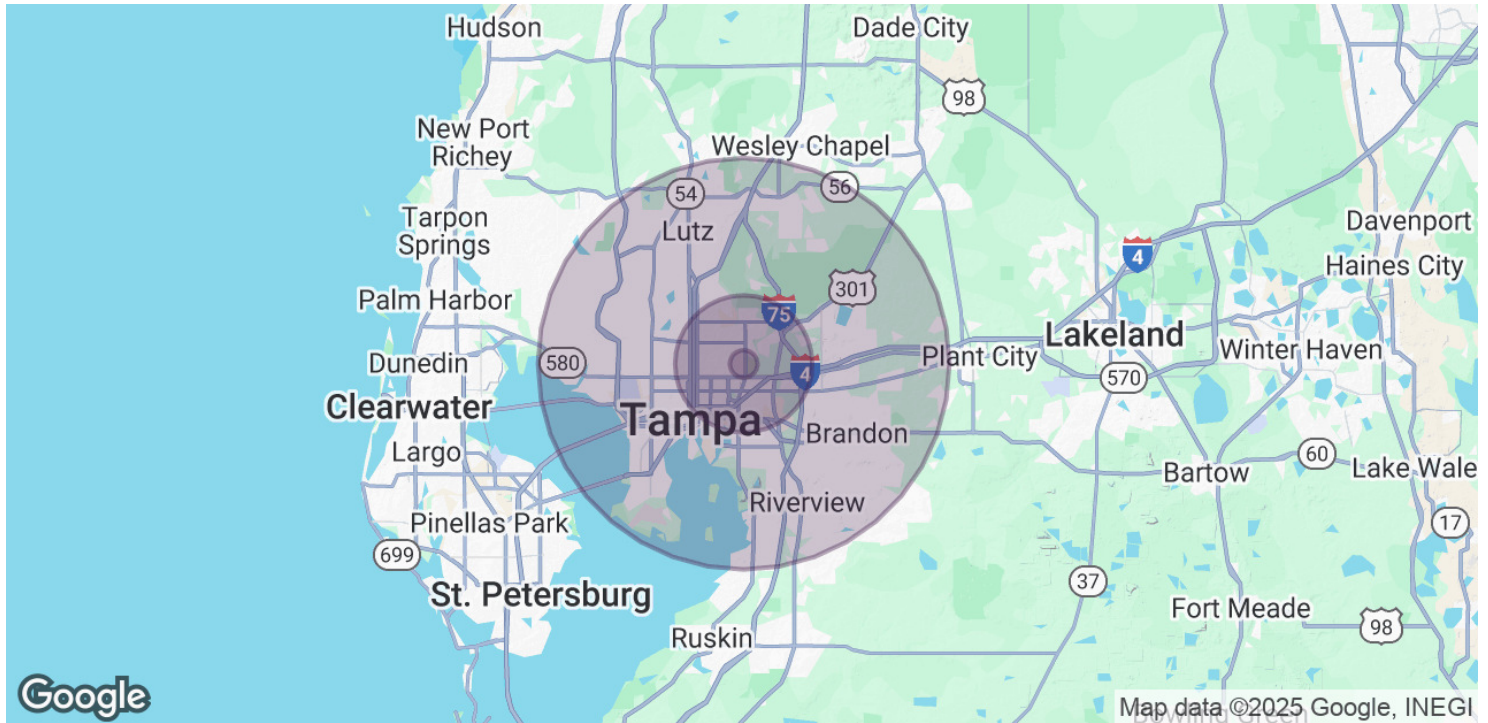 Hudson
Dade City
98
New Port
Richey
Wesley Chapel
54
56
Tarpon
Springs
Lutz
Davenport
4
Haines City
301
Palm Harbor
75
Lakeland
Dunedin
580
4
Plant City
Winter Haven
570
Clearwater
Tampa
Brandon
Largo
60
Bartow
Lake Wale
Riverview
Pinellas Park
17
699
37
St. Petersburg
Fort Meade
98
Ruskin
Google
Map data ©2025 Google, INEGI
Bowling Green